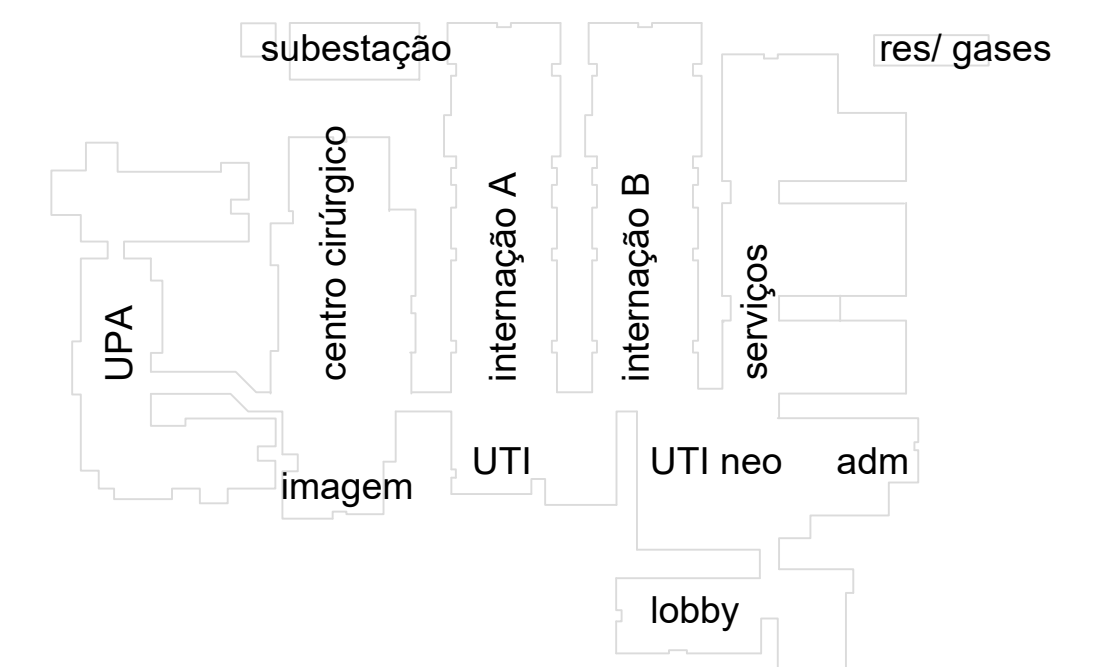 subestação
res/ gases
centro cirúrgico
internação A
internação B
serviços
UPA
UTI
UTI neo
adm
imagem
lobby